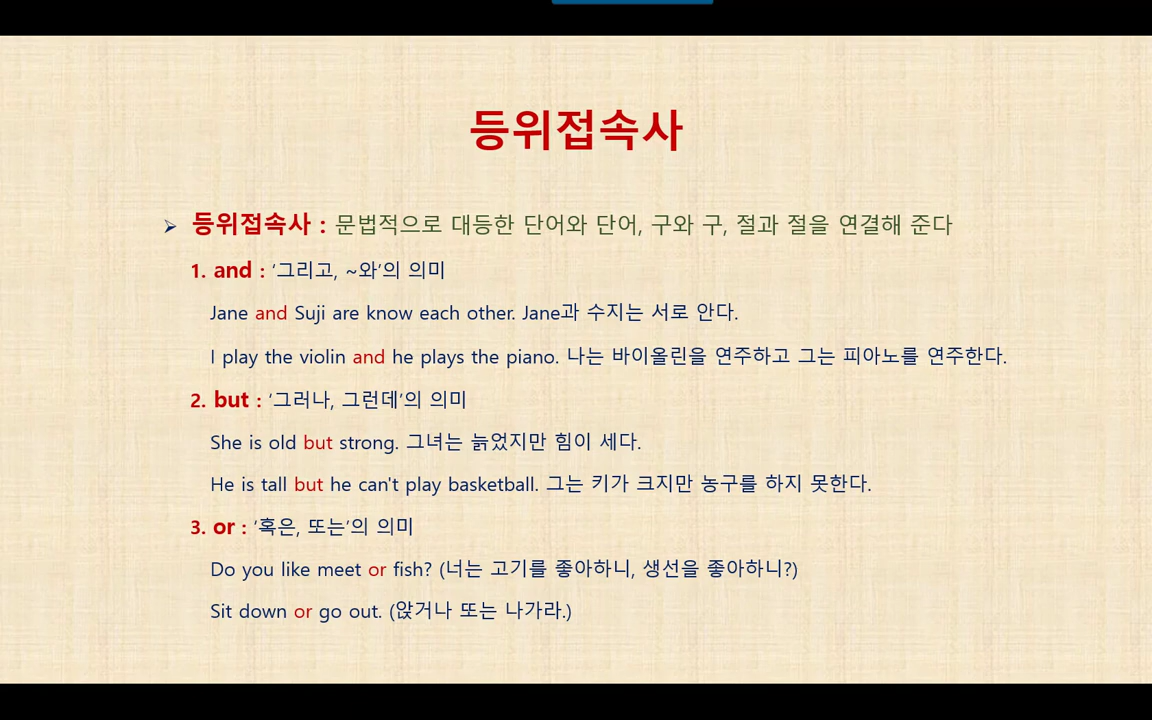 등위접속사
➢ 등위접속사 : 문법적으로 대등한 단어와 단어, 구와 구, 절과 절을 연결해 준다
1. and : ‘그리고, ~와’의 의미
Jane and Suji are know each other. Jane과 수지는 서로 안다.
I play the violin and he plays the piano. 나는 바이올린을 연주하고 그는 피아노를 연주한다.
2. but : ‘그러나, 그런데’의 의미
She is old but strong. 그녀는 늙었지만 힘이 세다.
He is tall but he can't play basketball. 그는 키가 크지만 농구를 하지 못한다.
3. or : ‘혹은, 또는’의 의미
Do you like meet or fish? (너는 고기를 좋아하니, 생선을 좋아하니?)
Sit down or go out. (앉거나 또는 나가라.)